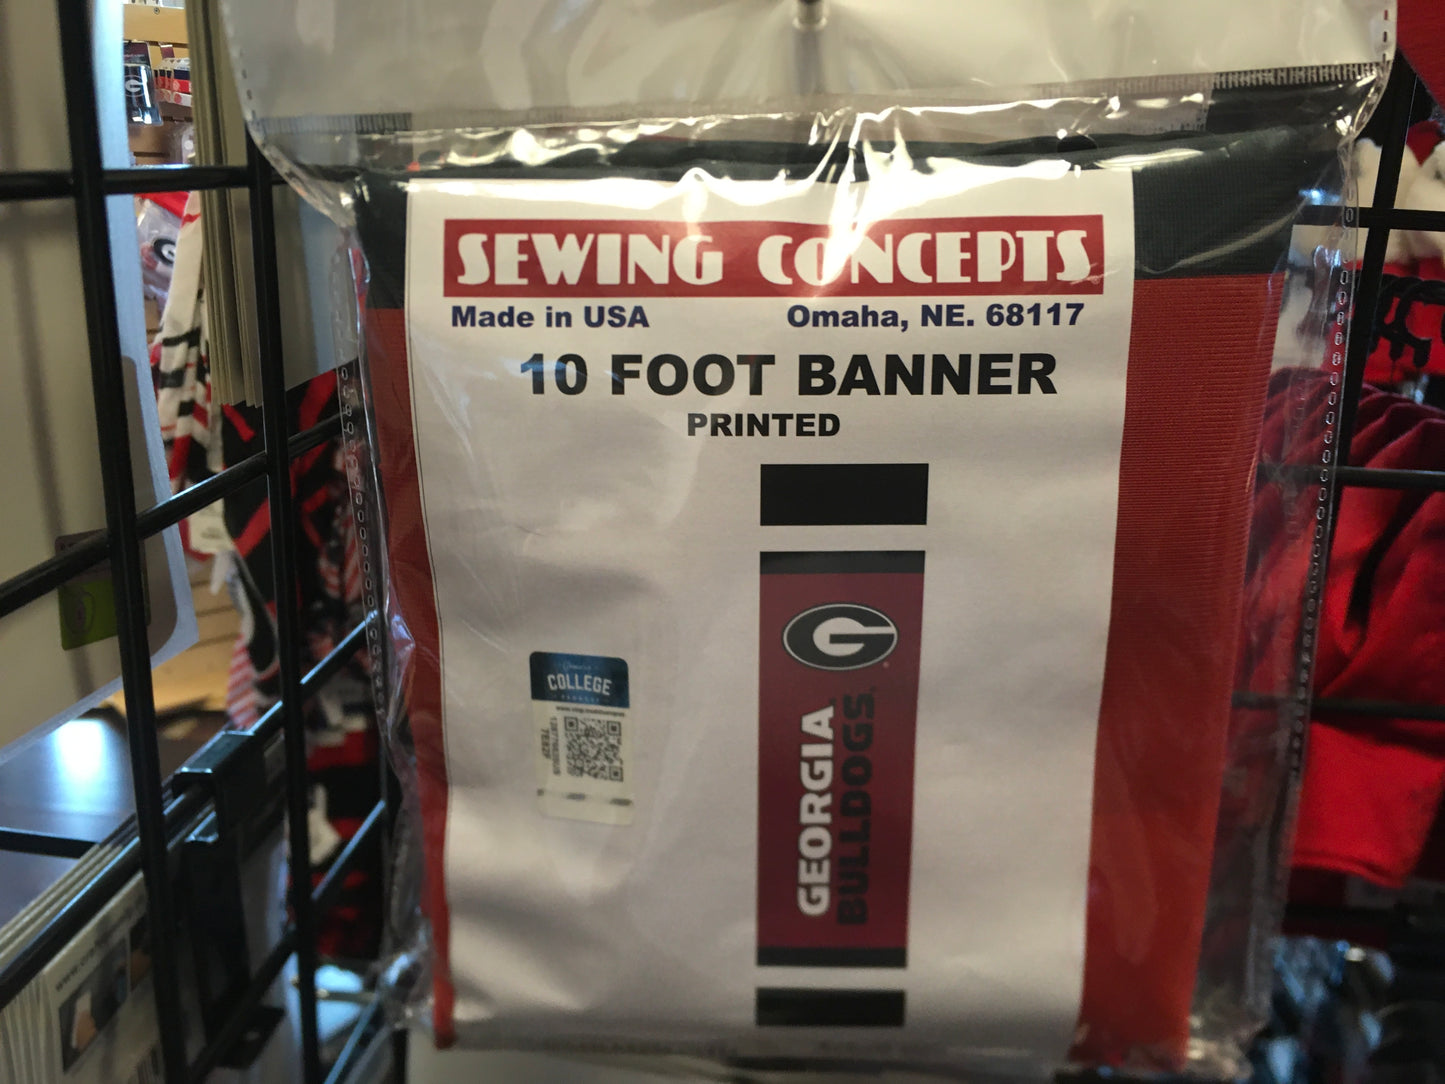 SEWING CONCEPTS
Made in USA Omaha, NE. 68117
10 FOOT BANNER
PRINTED
G
GEORGIA
BULLDOGS
COLLEGE